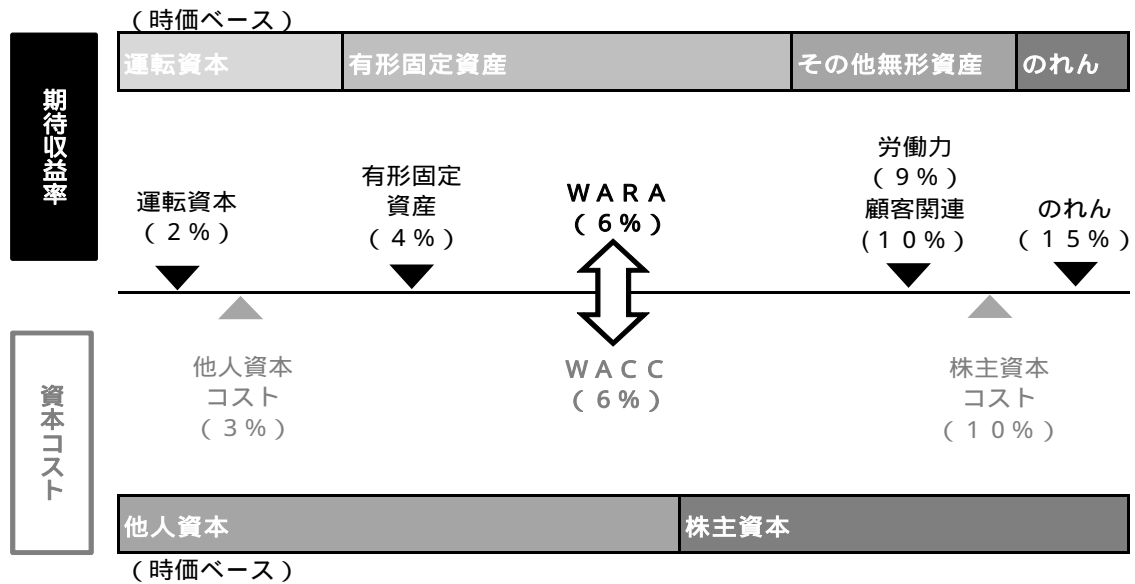 （時価ベース）
運転資本
有形固定資産
その他無形資産
のれん
期待収益率
労働力
（９％）
顧客関連
（１０％）
有形固定
資産
（４％）
ＷＡＲＡ
（６％）
運転資本
（２％）
のれん
（１５％）
他人資本
コスト
（３％）
ＷＡＣＣ
（６％）
株主資本
コスト
（１０％）
資本コスト
他人資本
株主資本
（時価ベース）